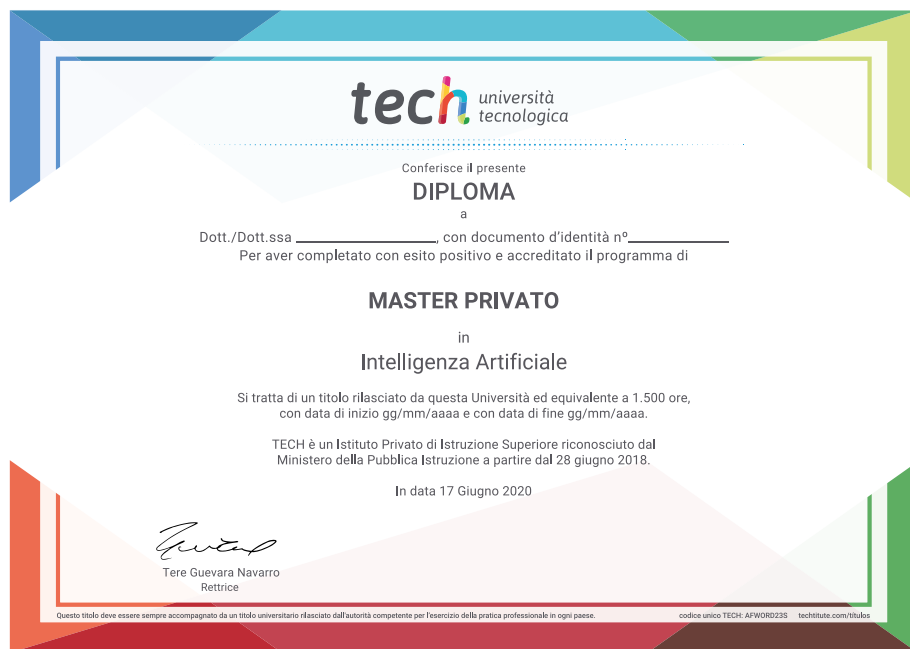 tech università
tecnologica
Conferisce il presente
DIPLOMA
a
Dott./Dott.ssa ________________, con documento d'identità nº____________
Per aver completato con esito positivo e accreditato il programma di
MASTER PRIVATO
in
Intelligenza Artificiale
Si tratta di un titolo rilasciato da questa Università ed equivalente a 1.500 ore,
con data di inizio gg/mm/aaaa e con data di fine gg/mm/aaaa.
TECH è un Istituto Privato di Istruzione Superiore riconosciuto dal
Ministero della Pubblica Istruzione a partire dal 28 giugno 2018.
In data 17 Giugno 2020
Tere Guevara Navarro
Rettrice
Questo titolo deve essere sempre accompagnato da un titolo universitario rilasciato dall'autorità competente per l'esercizio della pratica professionale in ogni paese. codice unico TECH: AFWORD23S techtitute.com/títulos